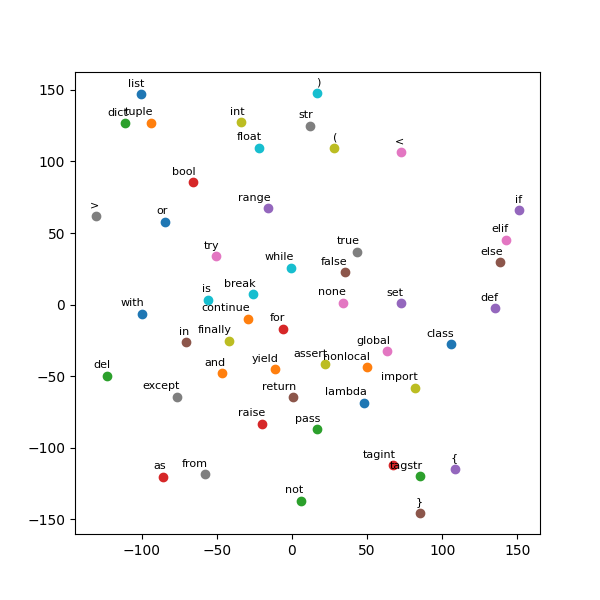 )
list
150
dict
tuple
int
str
float
(
<
100
bool
range
if
>
or
elif
50
try
true
else
while
false
is
break
none
set
def
0
with
continue
for
in
finally
global
class
and
yield
assert
nonlocal
del
−50
except
return
lambda
import
raise
pass
−100
as
from
tagint
tagstr
{
not
}
−150
−100
−50
0
50
100
150